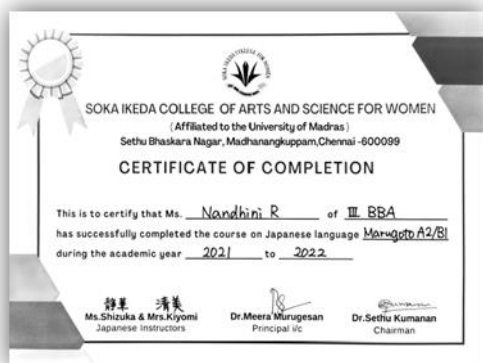 SOKA IKEDA COLLEGE OF ARTS AND SCIENCE FOR WOMEN
(Affiliated to the University of Madras)
Sethu Bhaskara Nagar, Madhanangkuppam,Chennai -600099
CERTIFICATE OF COMPLETION
This is to certify that Ms. Nandhini R of III BBA
has successfully completed the course on Japanese language Marugoto A2/B1
during the academic year 2021 to 2022
静華 清美
Ms.Shizuka & Mrs.Kiyomi Dr.Meera Murugesan Dr.Sethu Kumanan
Japanese Instructors Principal i/c Chairman